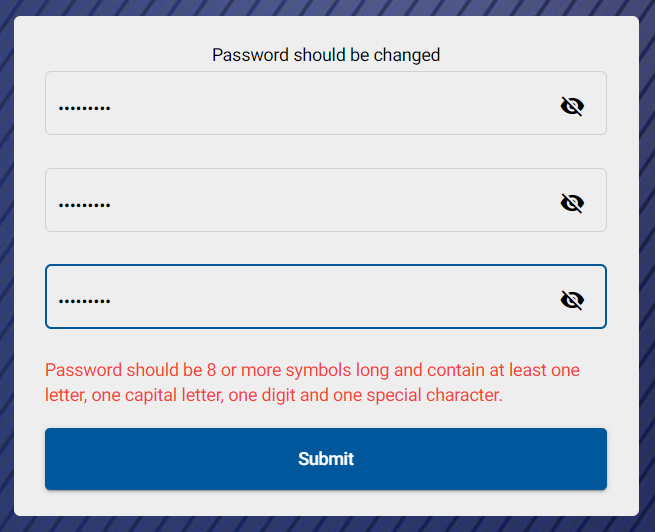 Password should be changed
•••••••••
•••••••••
•••••••••
Password should be 8 or more symbols long and contain at least one
letter, one capital letter, one digit and one special character.
Submit